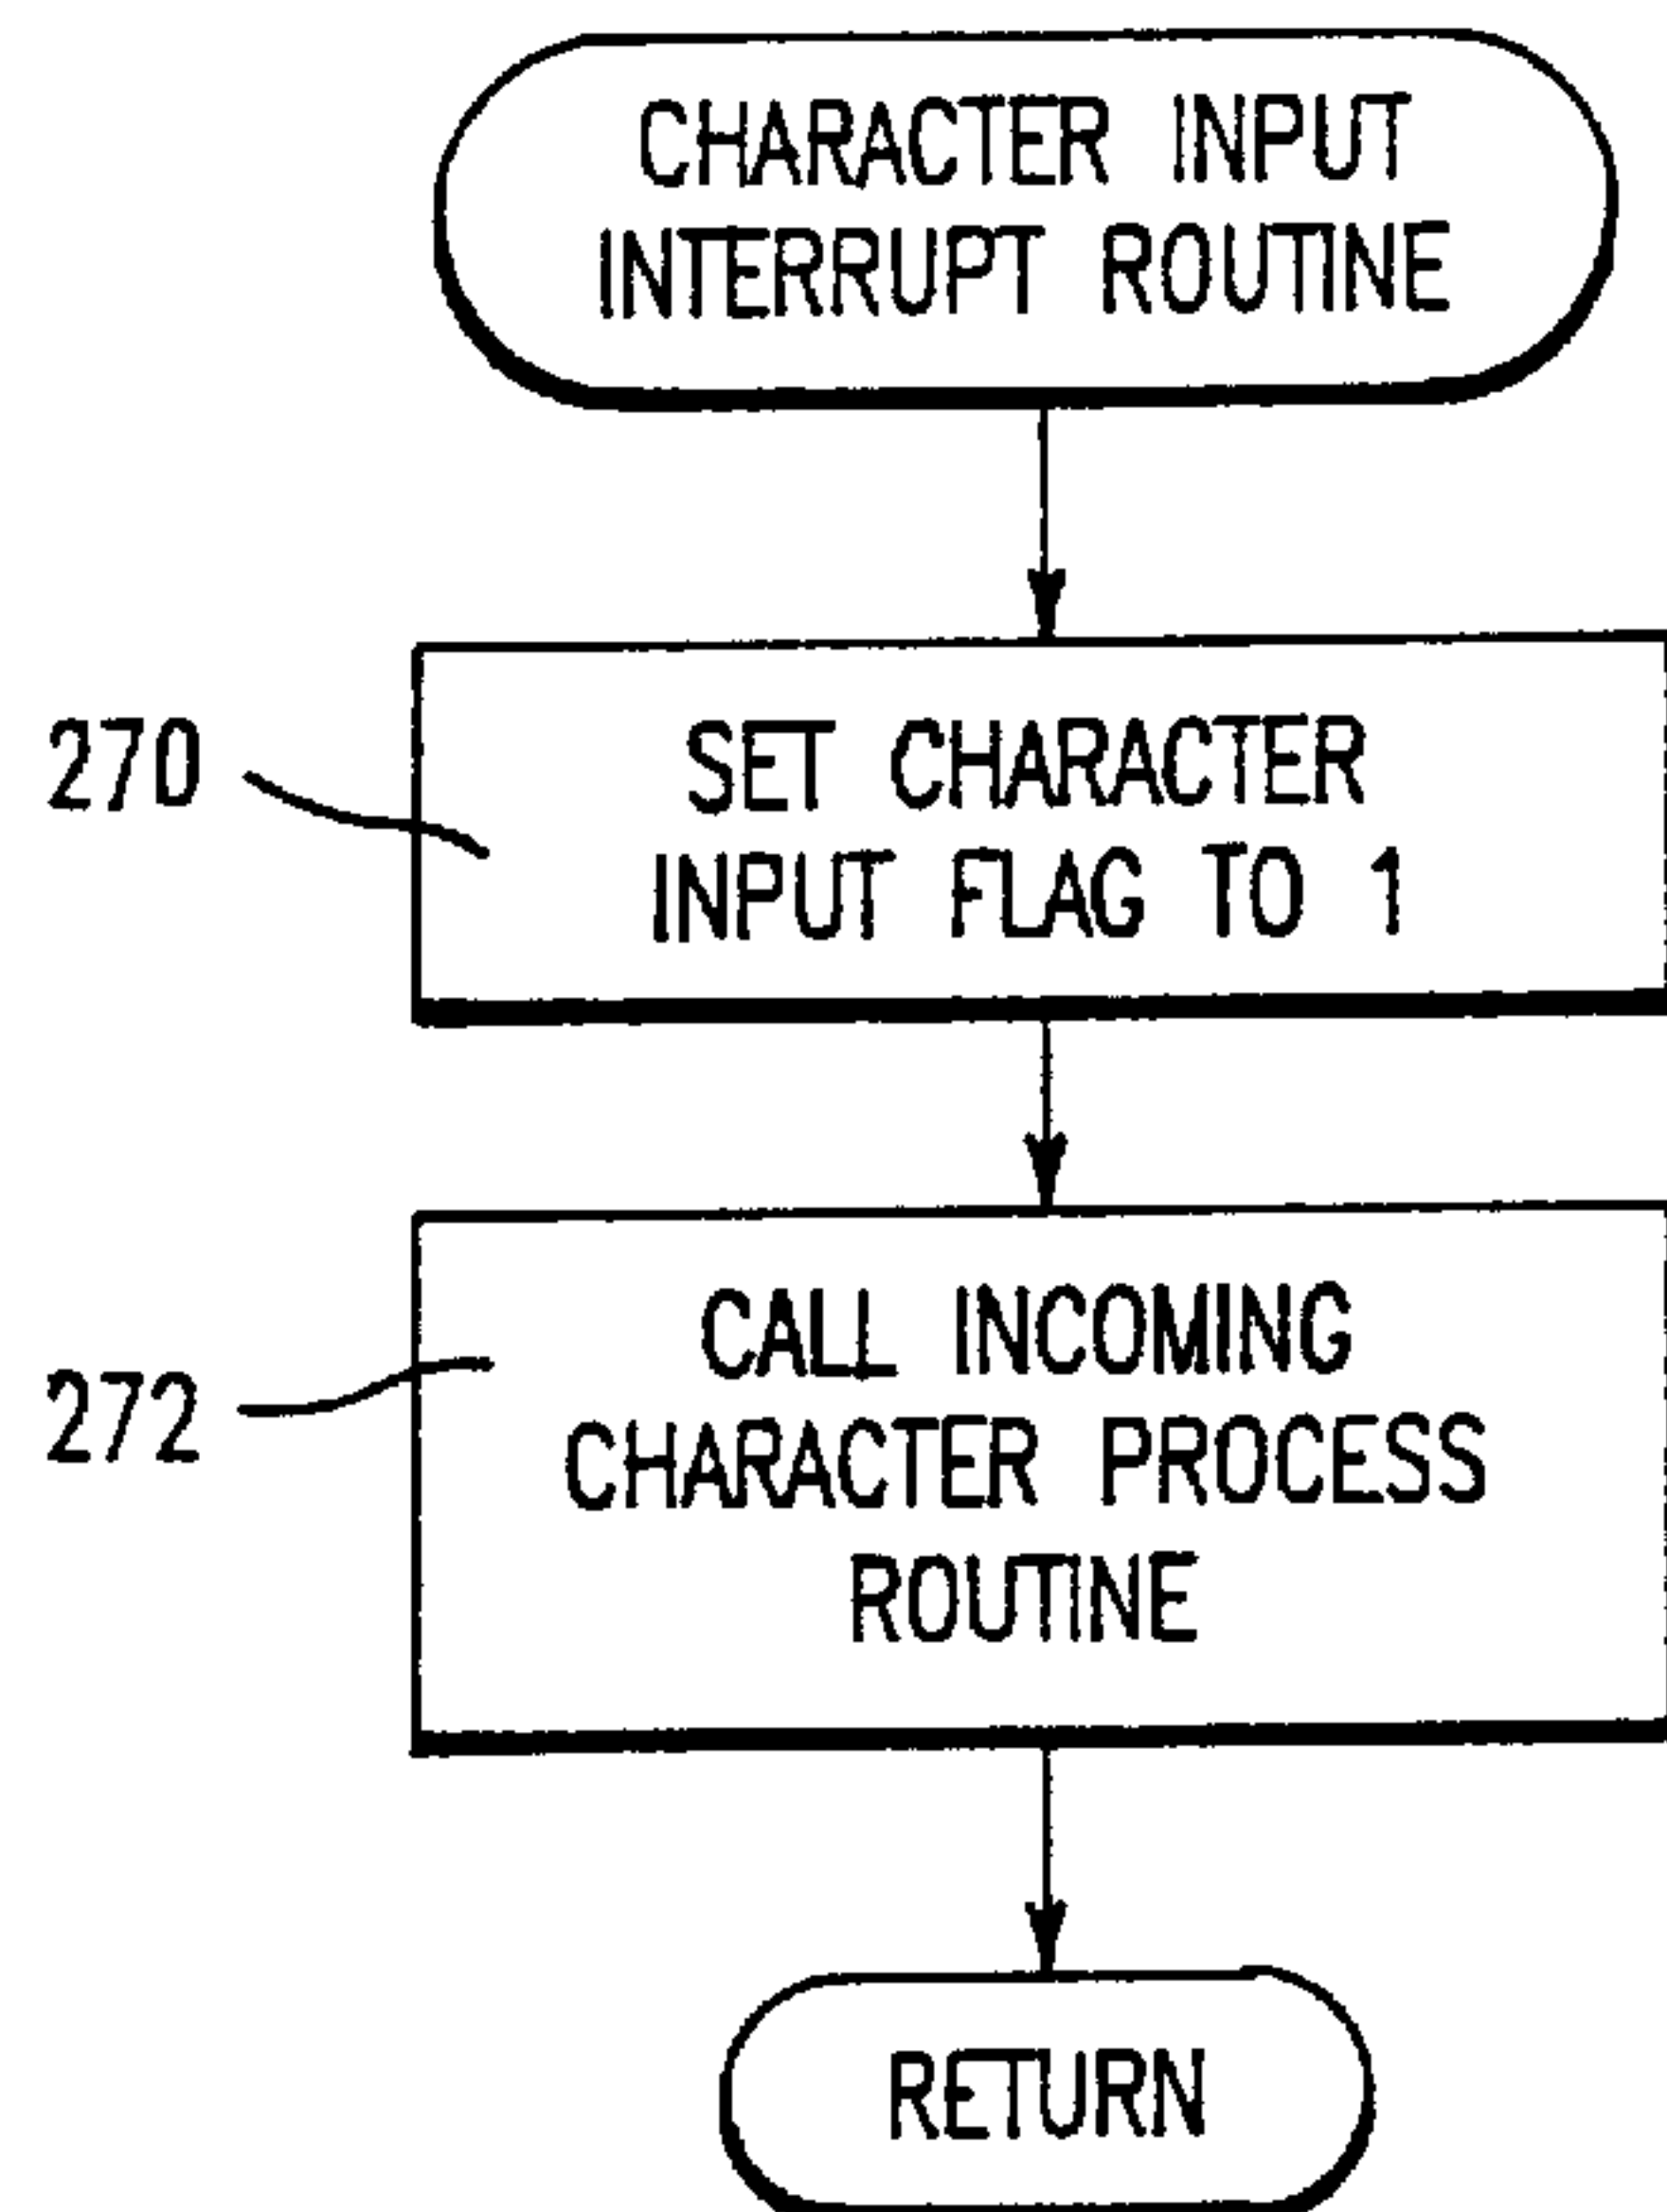 CHARACTER INPUT
INTERRUPT ROUTINE
270
SET CHARACTER
INPUT FLAG TO 1
272
CALL INCOMING
CHARACTER PROCESS
ROUTINE
RETURN